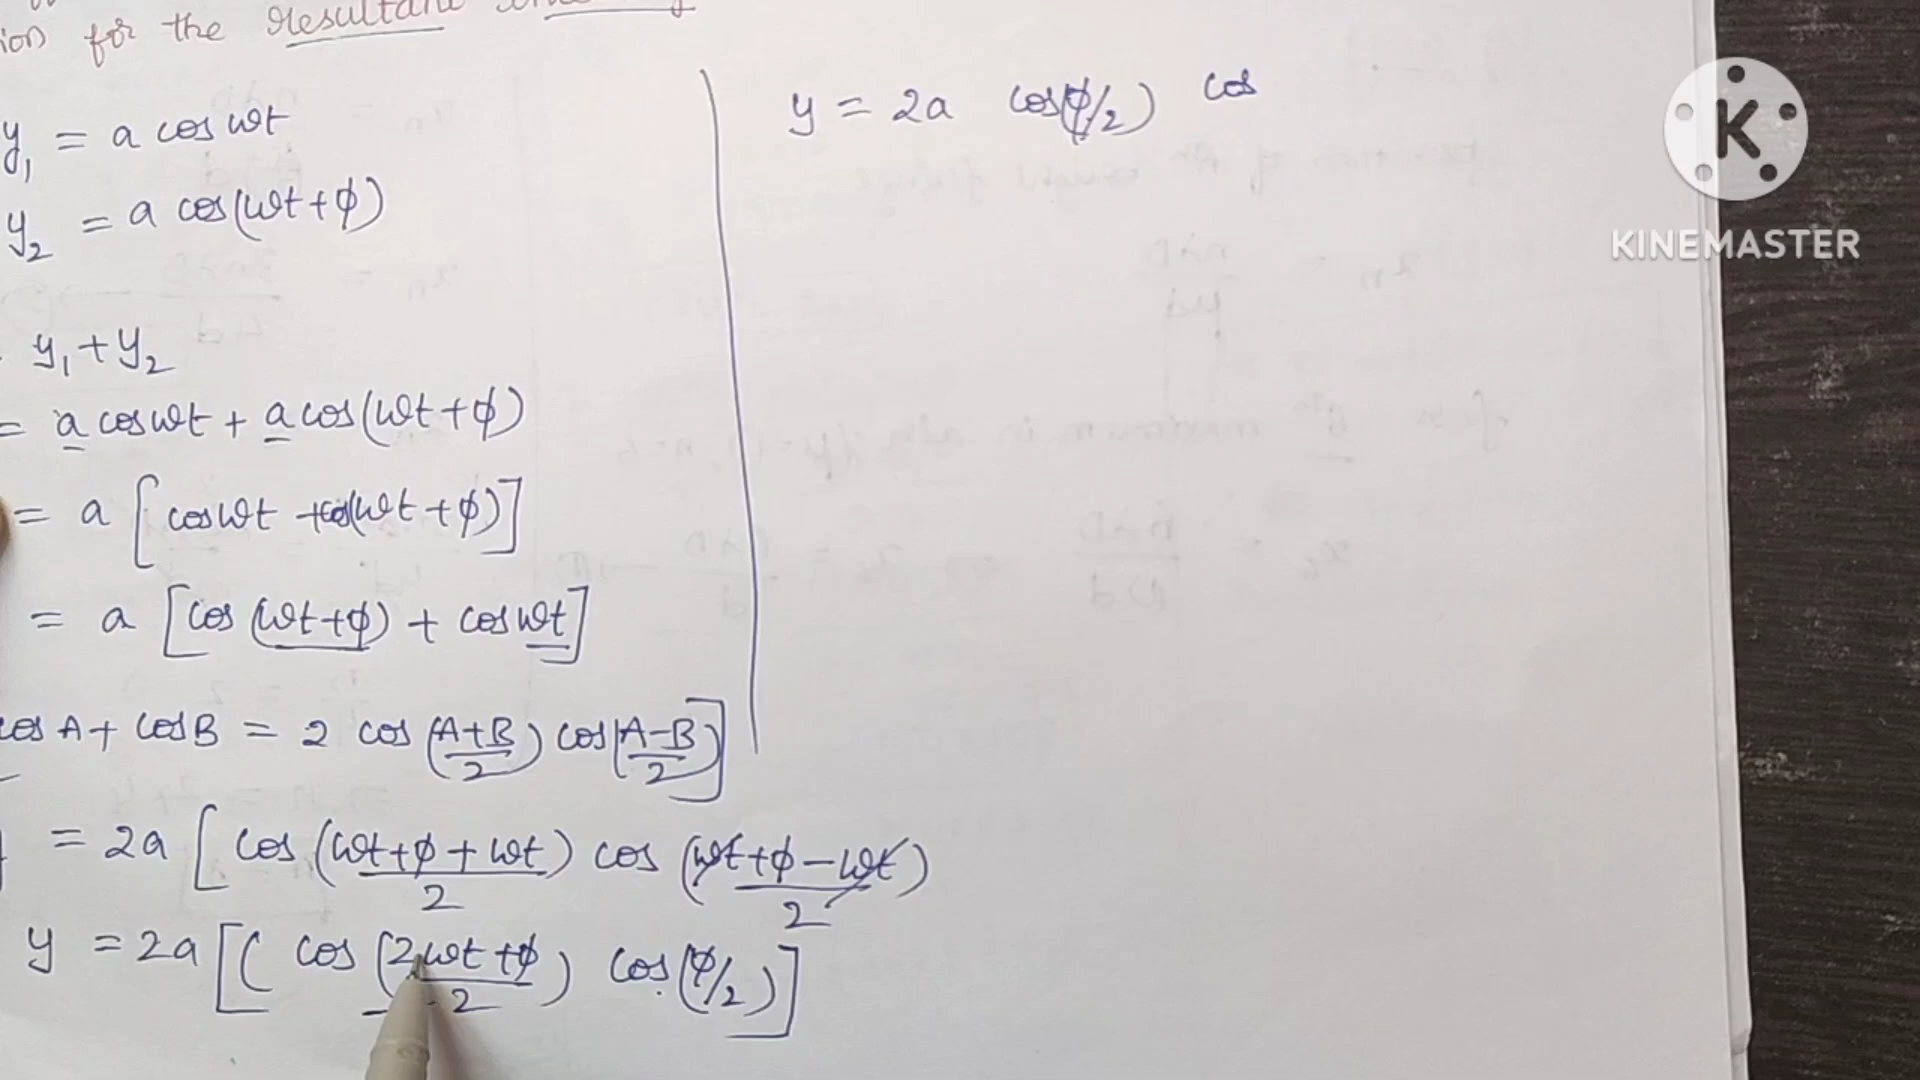 ion for the resultant
y₁ = a cos ωt
y₂ = a cos(ωt+ϕ)
y₁+y₂
= a cos ωt + a cos(ωt+ϕ)
= a [cos ωt + cos(ωt+ϕ)]
= a [cos (ωt+ϕ) + cos ωt]
cos A + cos B = 2 cos (A+B/2) cos (A-B/2)]
= 2a [cos (ωt+ϕ+ωt)/2 cos (ωt+ϕ-ωt)/2
y = 2a [( cos (2ωt+ϕ)/2 cos (ϕ/2)]
y = 2a cos(ϕ/2) cos
K
KINEMASTER